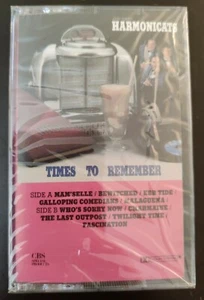 HARMONICATS
TIMES TO REMEMBER
SIDE A MAM'SELLE / BEWITCHED / EBB TIDE
GALLOPING COMEDIANS / MALAGUENA
SIDE B WHO'S SORRY NOW / CHARMAINE
THE LAST OUTPOST / TWILIGHT TIME /
FASCINATION
CBS